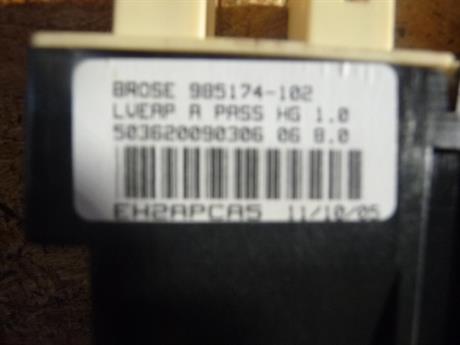 BROSE 985174-102
LVEAP A PASS HG 1.0
503620090306 06 8.0
EH2APCA5 11/10/05